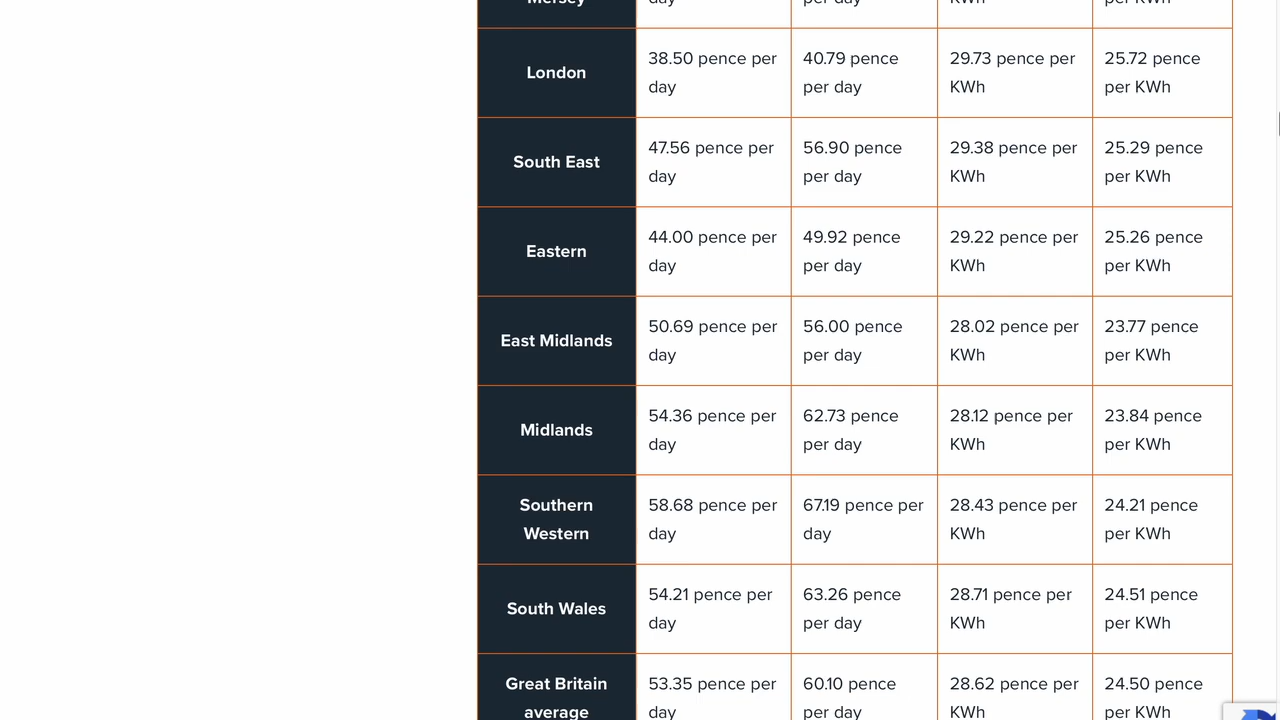 Mersey day per day KWh per KWh
London 38.50 pence per day 40.79 pence per day 29.73 pence per KWh 25.72 pence per KWh
South East 47.56 pence per day 56.90 pence per day 29.38 pence per KWh 25.29 pence per KWh
Eastern 44.00 pence per day 49.92 pence per day 29.22 pence per KWh 25.26 pence per KWh
East Midlands 50.69 pence per day 56.00 pence per day 28.02 pence per KWh 23.77 pence per KWh
Midlands 54.36 pence per day 62.73 pence per day 28.12 pence per KWh 23.84 pence per KWh
Southern Western 58.68 pence per day 67.19 pence per day 28.43 pence per KWh 24.21 pence per KWh
South Wales 54.21 pence per day 63.26 pence per day 28.71 pence per KWh 24.51 pence per KWh
Great Britain average 53.35 pence per day 60.10 pence per day 28.62 pence per KWh 24.50 pence per KWh